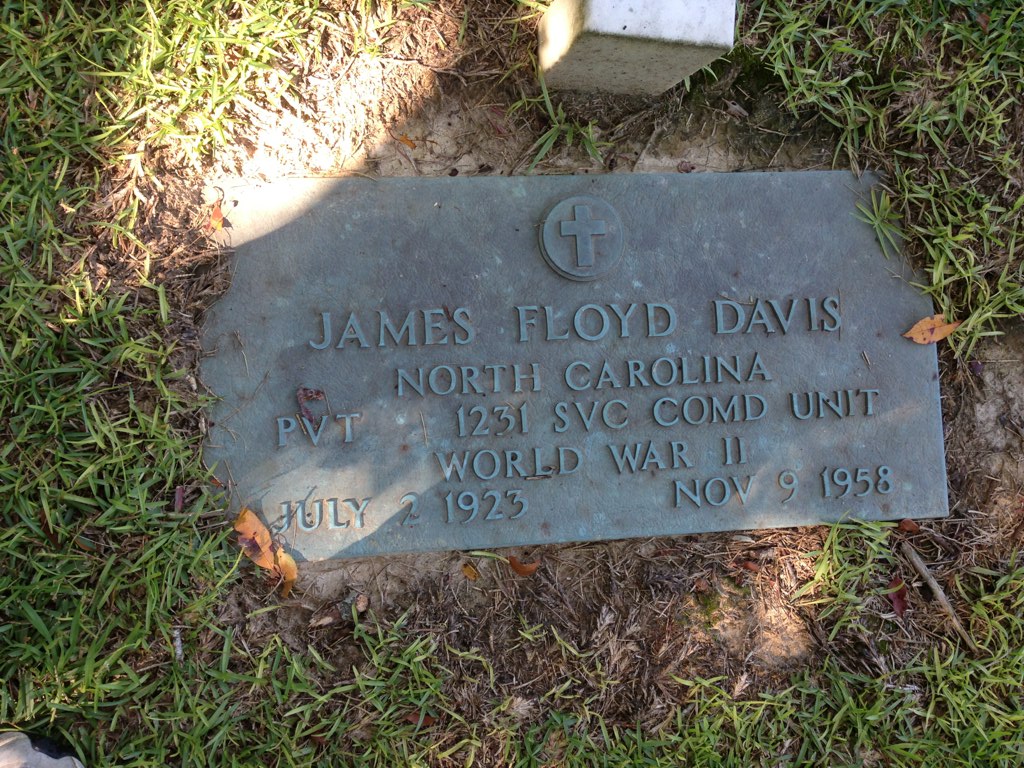 JAMES FLOYD DAVIS
NORTH CAROLINA
PVT 1231 SVC COMD UNIT
WORLD WAR II
JULY 2 1923 NOV 9 1958